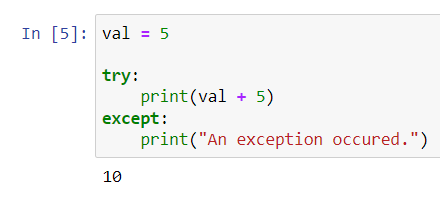 In [5]: val = 5
try:
    print(val + 5)
except:
    print("An exception occured.")
10